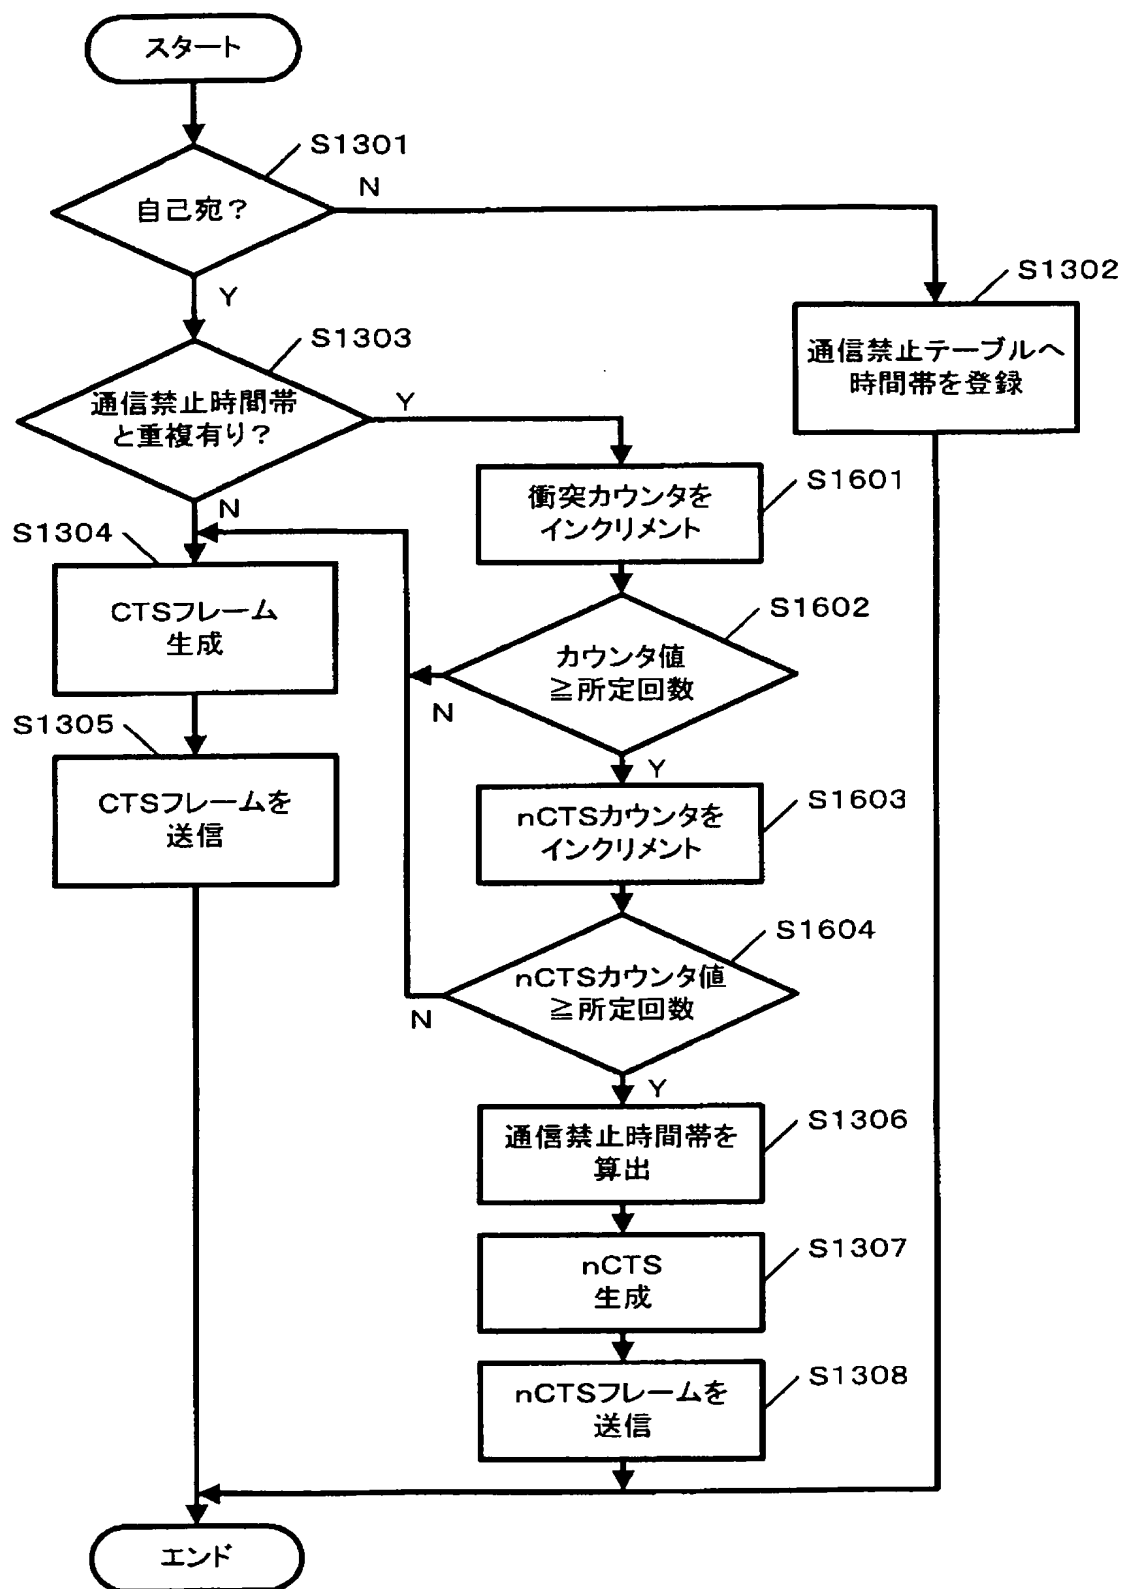 スタート
S1301
自己宛？
N
Y
S1302
通信禁止テーブルへ
時間帯を登録
S1303
通信禁止時間帯
と重複有り？
Y
N
S1601
衝突カウンタを
インクリメント
S1304
CTSフレーム
生成
S1602
カウンタ値
≧所定回数
N
Y
S1305
CTSフレームを
送信
S1603
nCTSカウンタを
インクリメント
S1604
nCTSカウンタ値
≧所定回数
N
Y
S1306
通信禁止時間帯を
算出
S1307
nCTS
生成
S1308
nCTSフレームを
送信
エンド